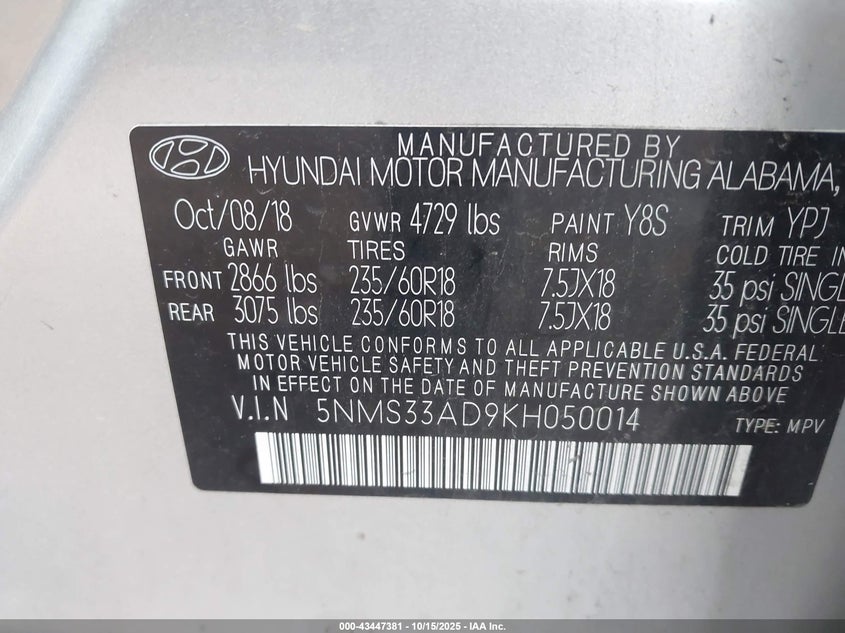 MANUFACTURED BY
HYUNDAI MOTOR MANUFACTURING ALABAMA,
Oct/08/18 GVWR 4729 lbs PAINT Y8S TRIM YPJ
GAWR TIRES RIMS COLD TIRE IN
FRONT 2866 lbs 235/60R18 7.5JX18 35 psi SINGLE
REAR 3075 lbs 235/60R18 7.5JX18 35 psi SINGLE
THIS VEHICLE CONFORMS TO ALL APPLICABLE U.S.A. FEDERAL
MOTOR VEHICLE SAFETY AND THEFT PREVENTION STANDARDS
IN EFFECT ON THE DATE OF MANUFACTURE SHOWN ABOVE
V.I.N 5NMS33AD9KH050014 TYPE: MPV
000-43447381 - 10/15/2025 - IAA Inc.